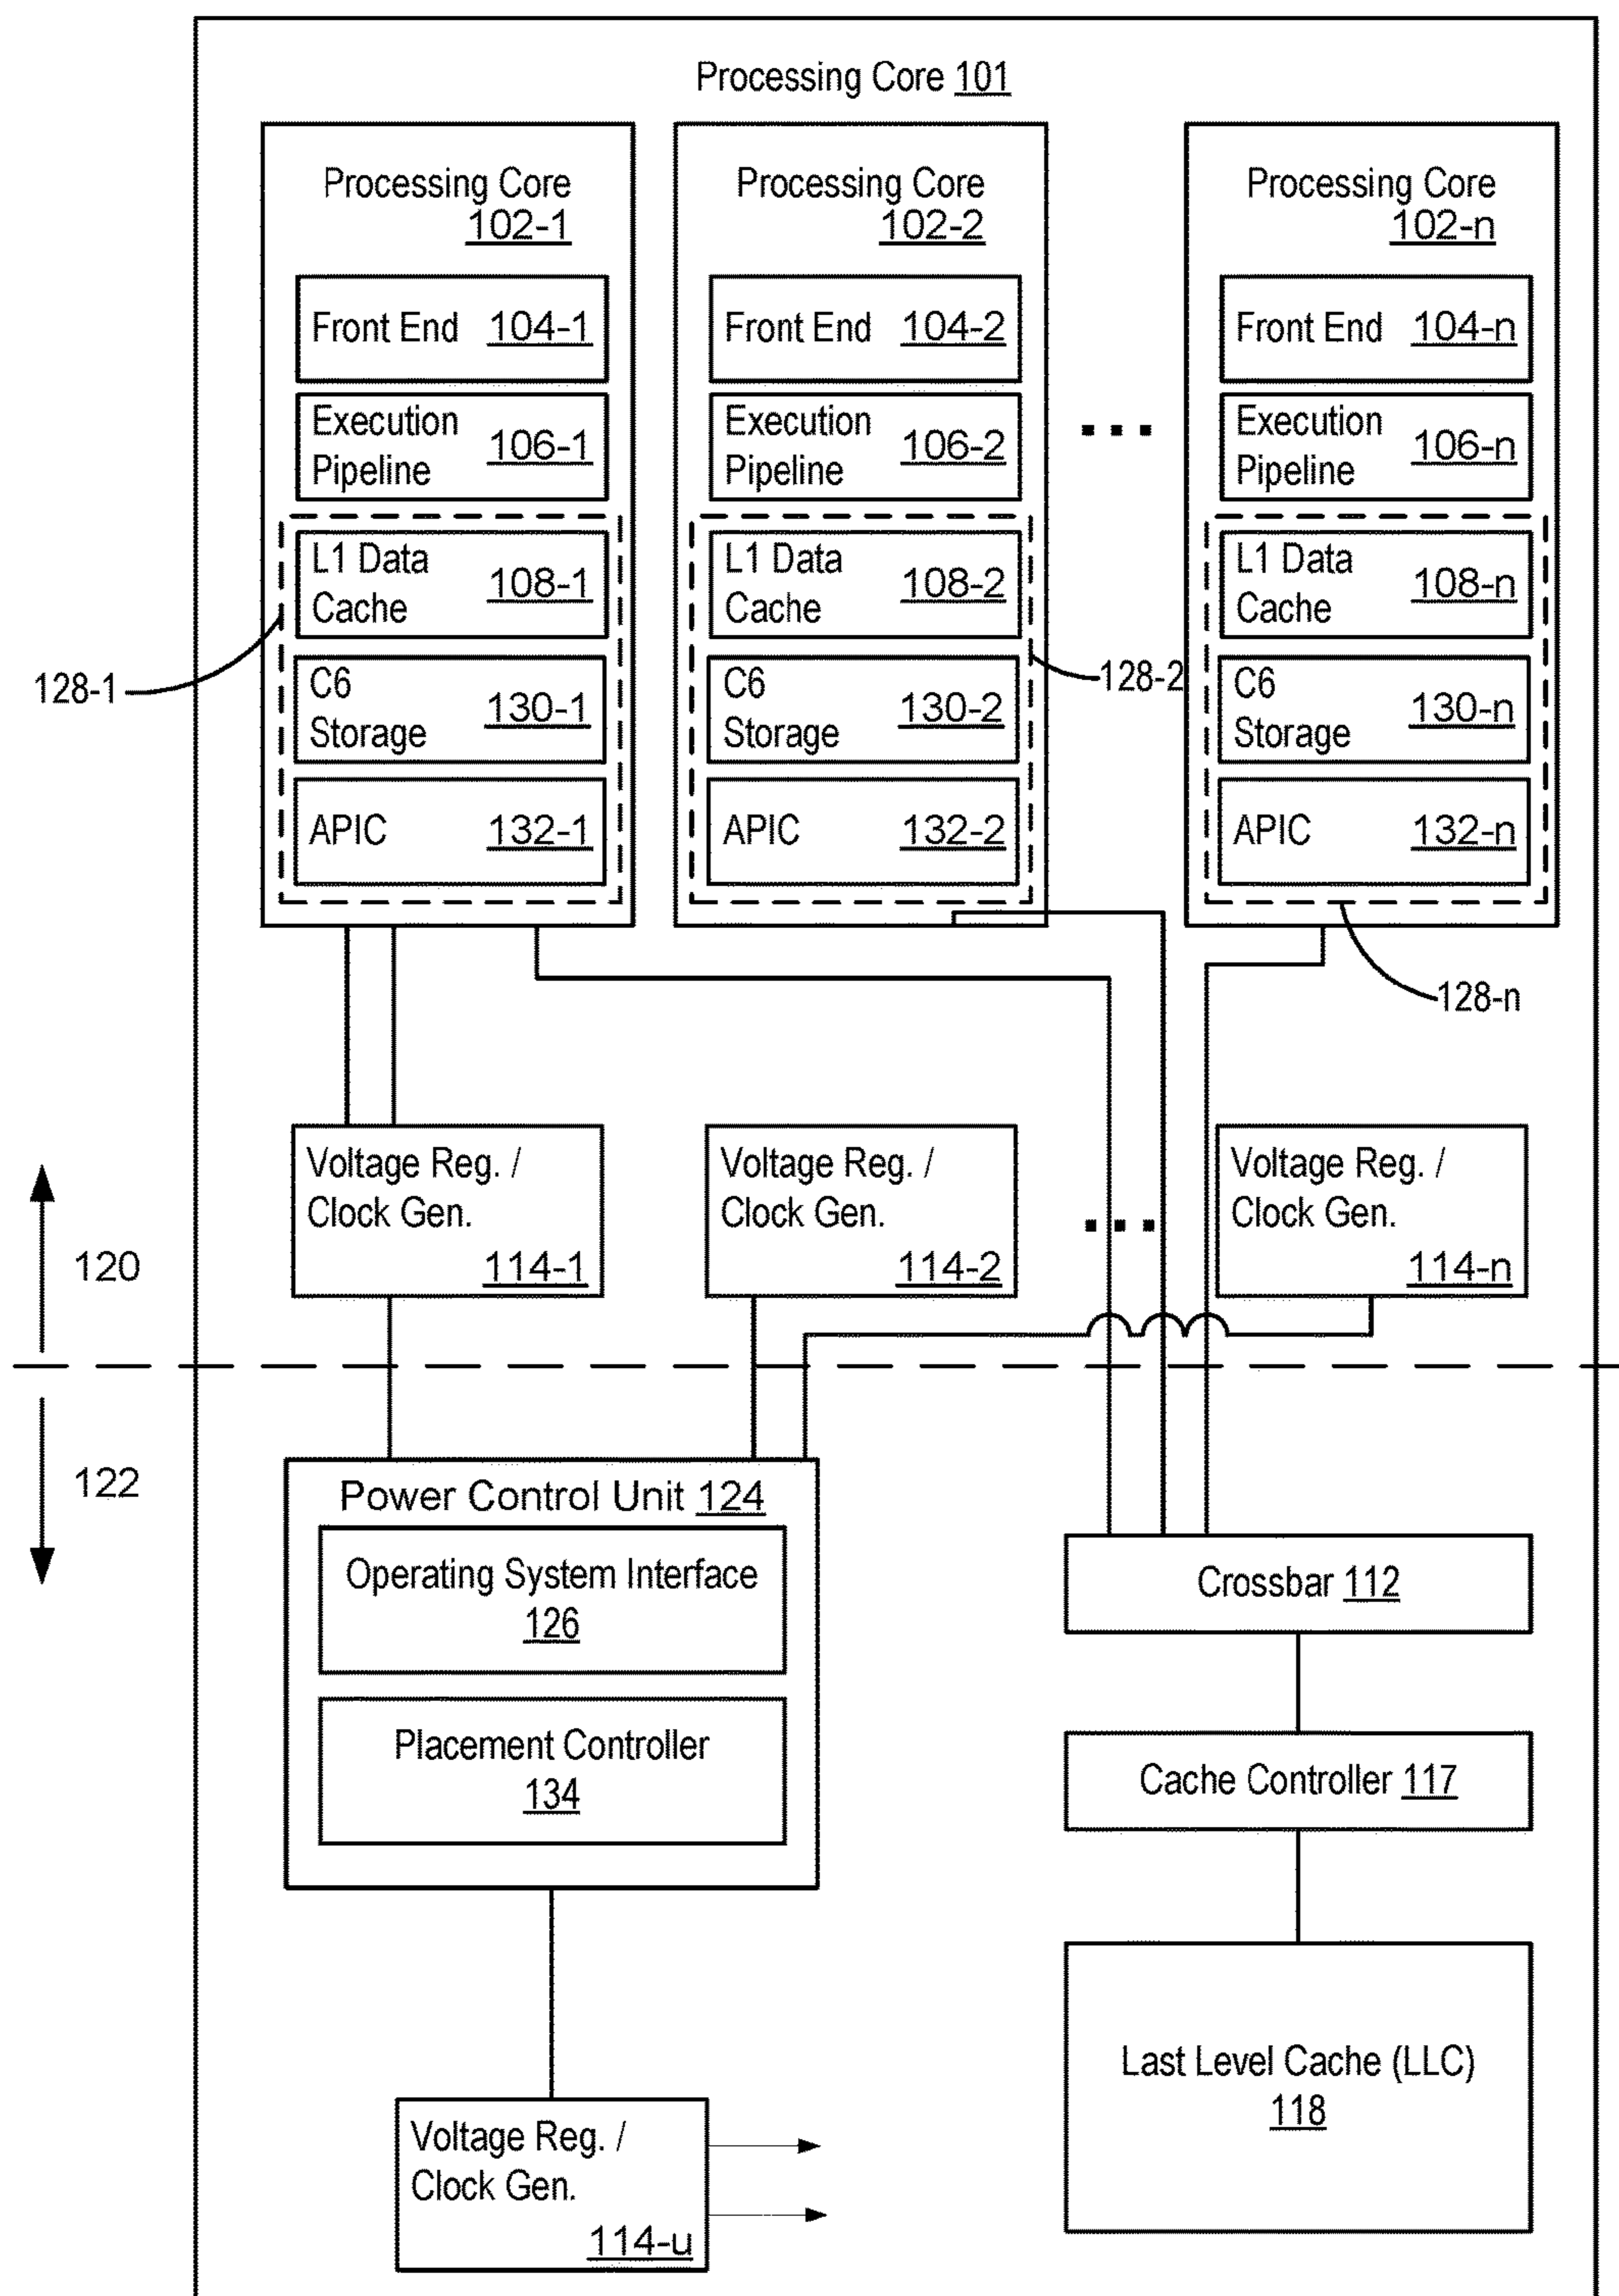 Processing Core 101
Processing Core
102-1
Front End 104-1
Execution
Pipeline 106-1
L1 Data
Cache 108-1
C6
Storage 130-1
APIC 132-1
128-1
Processing Core
102-2
Front End 104-2
Execution
Pipeline 106-2
L1 Data
Cache 108-2
C6
Storage 130-2
APIC 132-2
128-2
...
Processing Core
102-n
Front End 104-n
Execution
Pipeline 106-n
L1 Data
Cache 108-n
C6
Storage 130-n
APIC 132-n
128-n
Voltage Reg. /
Clock Gen.
114-1
Voltage Reg. /
Clock Gen.
114-2
...
Voltage Reg. /
Clock Gen.
114-n
120
122
Power Control Unit 124
Operating System Interface
126
Placement Controller
134
Crossbar 112
Cache Controller 117
Last Level Cache (LLC)
118
Voltage Reg. /
Clock Gen.
114-u